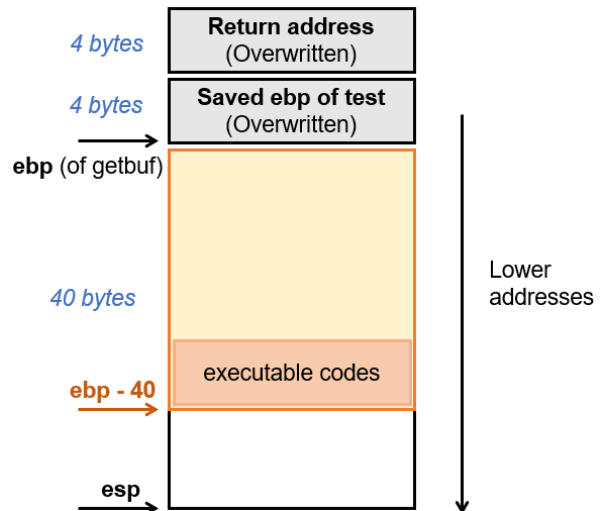 Return address
(Overwritten)
4 bytes
Saved ebp of test
(Overwritten)
4 bytes
ebp (of getbuf)
40 bytes
Lower
addresses
executable codes
ebp - 40
esp